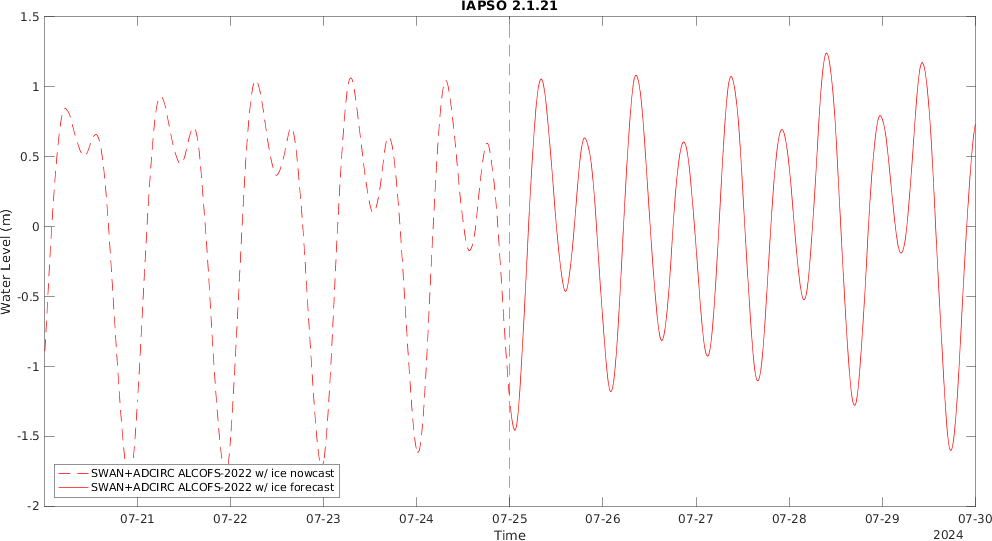 IAPSO 2.1.21
1.5
1
0.5
0
-0.5
-1
-1.5
-2
Water Level (m)
SWAN+ADCIRC ALCOFS-2022 w/ ice nowcast
SWAN+ADCIRC ALCOFS-2022 w/ ice forecast
07-21 07-22 07-23 07-24 07-25 07-26 07-27 07-28 07-29 07-30
Time
2024